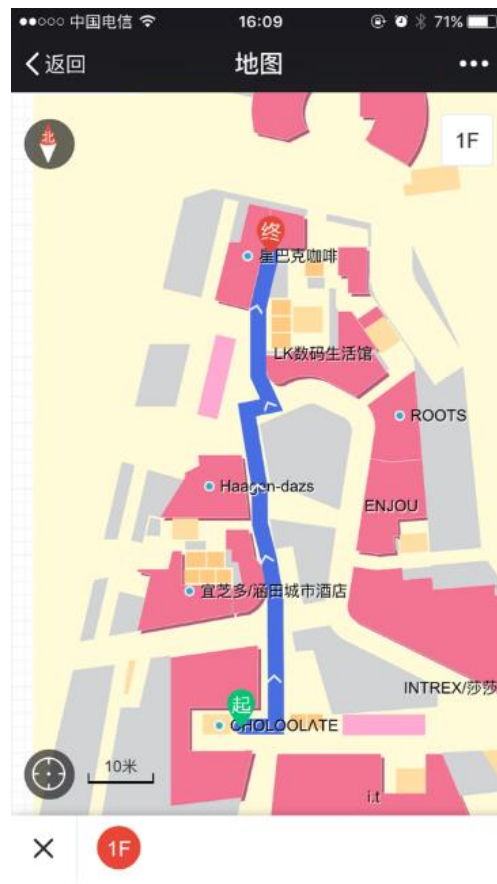 中国电信 16:09 71%
返回 地图
北
1F
终
星巴克咖啡
LK数码生活馆
ROOTS
Haagen-dazs
ENJOU
宜芝多/涵田城市酒店
INTREX/莎莎
起
CHOLOOLATE
10米
i.t
1F